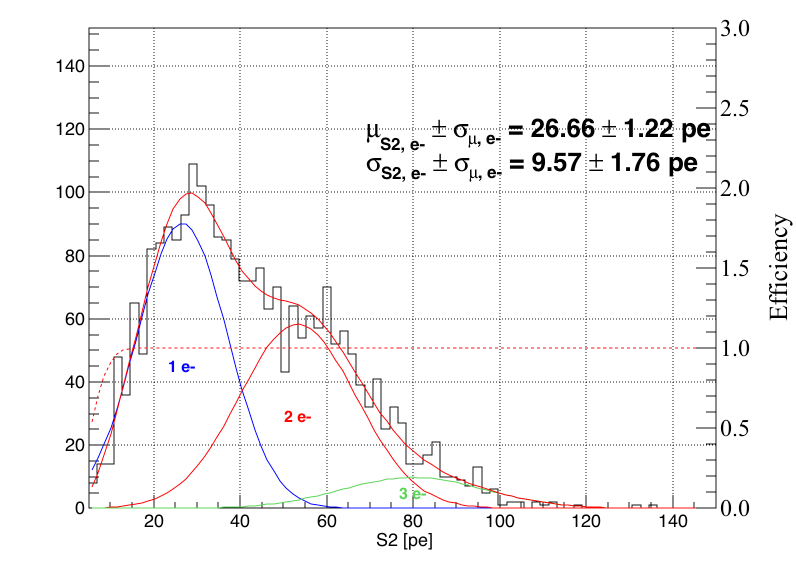 3.0
140
2.5
120
μS2, e- ± σμ, e- = 26.66 ± 1.22 pe
σS2, e- ± σμ, e- = 9.57 ± 1.76 pe
100
2.0
80
1.5
Efficiency
60
1.0
1 e-
40
2 e-
20
0.5
3 e-
0
0.0
20 40 60 80 100 120 140
S2 [pe]